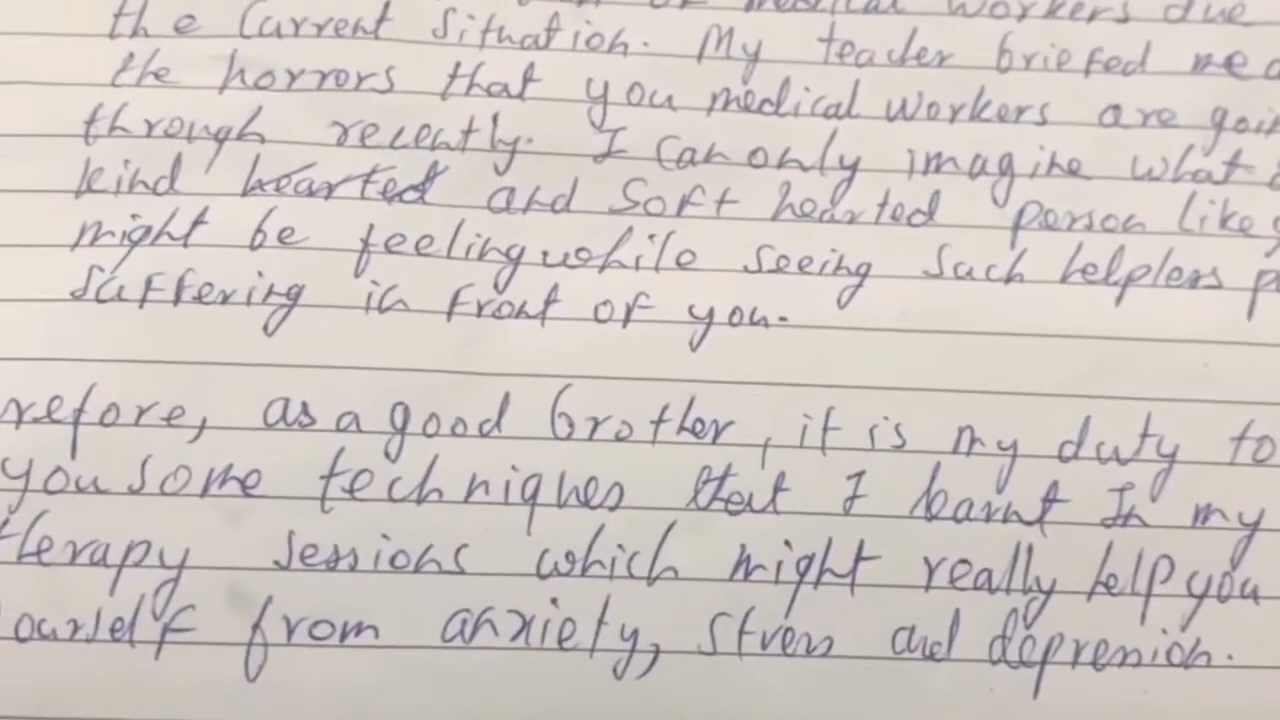 medical workers due
the current situation. My teacher briefed me
the horrors that you medical workers are goin
through recently. I can only imagine what
kind hearted and soft hearted person like
might be feeling while seeing such helpless p
suffering in front of you.
refore, as a good brother, it is my duty to
you some techniques that I learnt In my
therapy sessions which might really help you
ourself from anxiety, stress and depression.